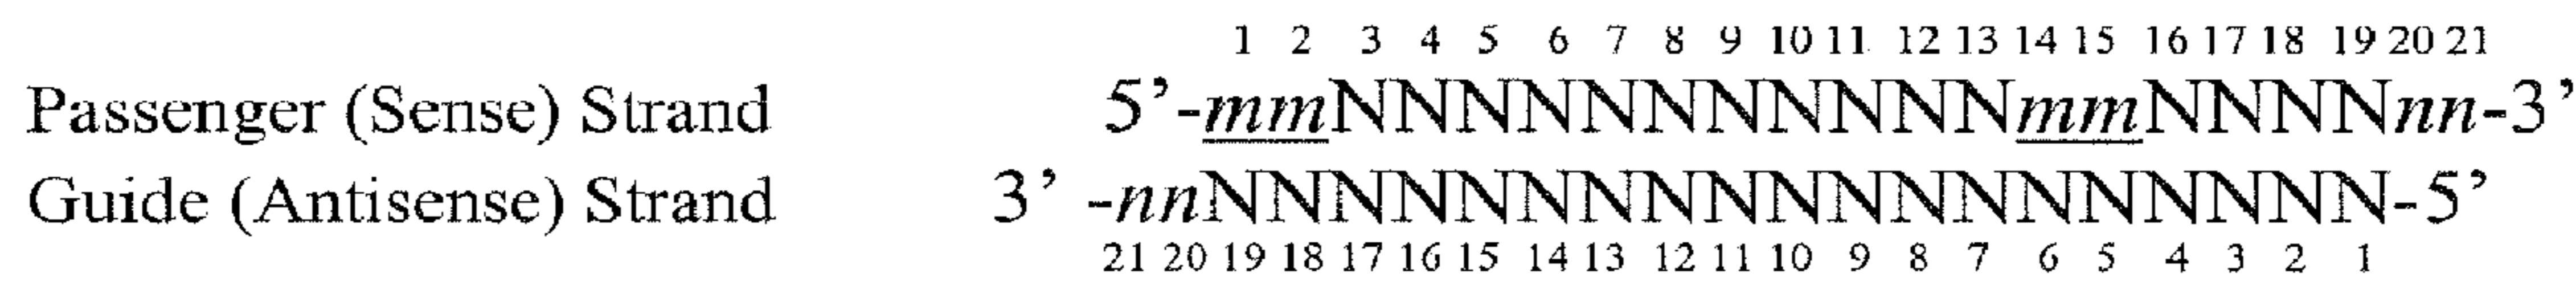 1 2 3 4 5 6 7 8 9 10 11 12 13 14 15 16 17 18 19 20 21
Passenger (Sense) Strand 5’-mmNNNNNNNNNNNmmNNNNnn-3’
Guide (Antisense) Strand 3’ -nnNNNNNNNNNNNNNNNNNNN-5’
21 20 19 18 17 16 15 14 13 12 11 10 9 8 7 6 5 4 3 2 1